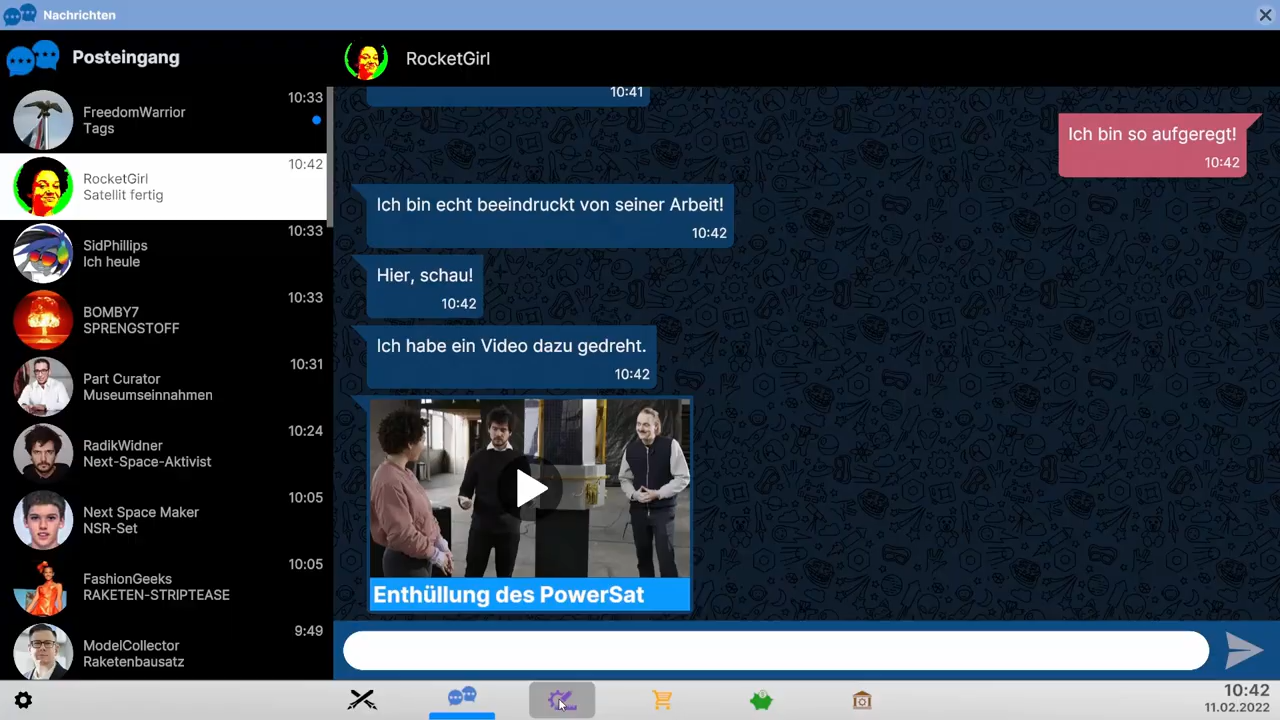 Nachrichten
Posteingang
RocketGirl
FreedomWarrior
Tags
10:33
RocketGirl
Satellit fertig
10:42
SidPhillips
Ich heule
10:33
BOMBY7
SPRENGSTOFF
10:33
Part Curator
Museumseinnahmen
10:31
RadikWidner
Next-Space-Aktivist
10:24
Next Space Maker
NSR-Set
10:05
FashionGeeks
RAKETEN-STRIPTEASE
10:05
ModelCollector
Raketenbausatz
9:49
10:41
Ich bin so aufgeregt!
10:42
Ich bin echt beeindruckt von seiner Arbeit!
10:42
Hier, schau!
10:42
Ich habe ein Video dazu gedreht.
10:42
Enthüllung des PowerSat
10:42
11.02.2022